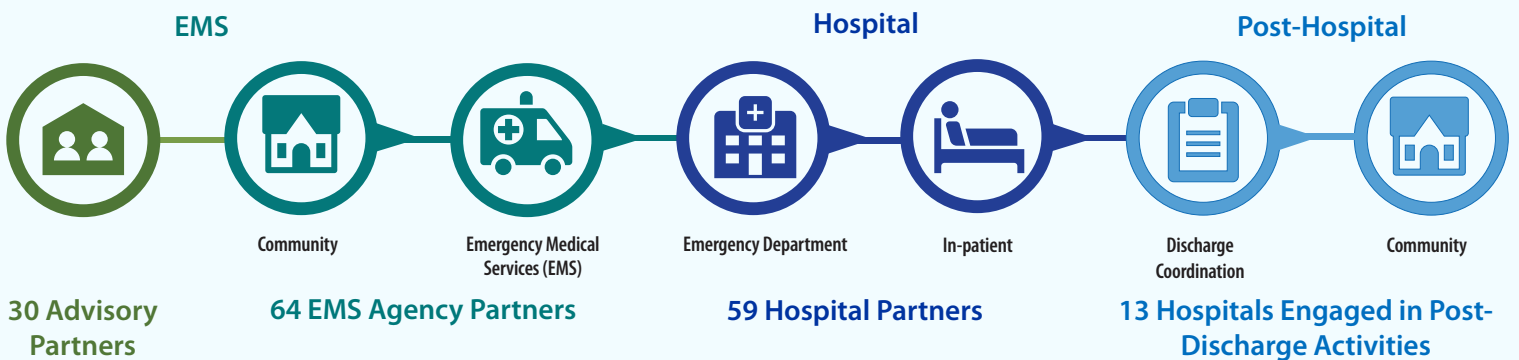 EMS
Hospital
Post-Hospital
Community
Emergency Medical
Services (EMS)
Emergency Department
In-patient
Discharge
Coordination
Community
30 Advisory
Partners
64 EMS Agency Partners
59 Hospital Partners
13 Hospitals Engaged in Post-
Discharge Activities